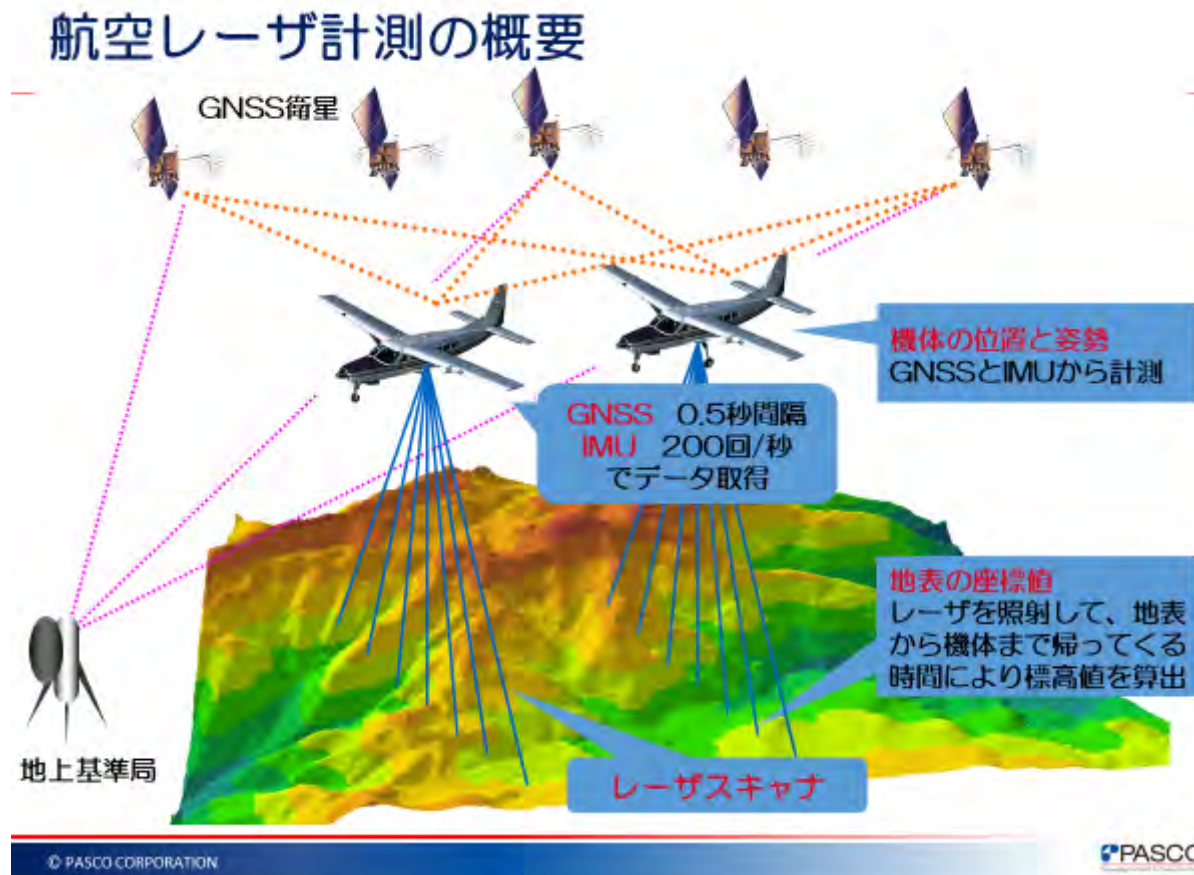 航空レーザ計測の概要
GNSS衛星
機体の位置と姿勢
GNSSとIMUから計測
GNSS 0.5秒間隔
IMU 200回/秒
でデータ取得
地表の座標値
レーザを照射して、地表
から機体まで帰ってくる
時間により標高値を算出
地上基準局
レーザスキャナ
© PASCO CORPORATION
PASCO